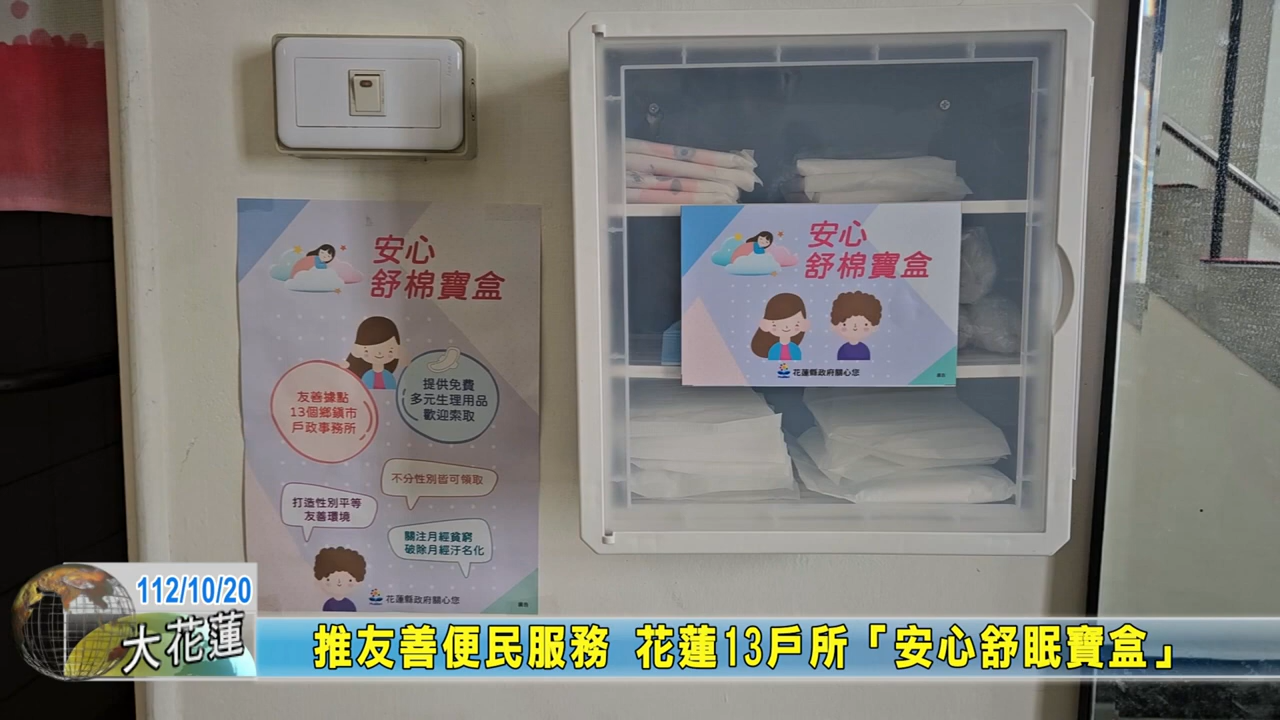 安心
舒棉寶盒
友善據點
13個鄉鎮市
戶政事務所
提供免費
多元生理用品
歡迎索取
不分性別皆可領取
打造性別平等
友善環境
關注月經貧窮
破除月經汙名化
花蓮縣政府關心您
廣告
安心
舒棉寶盒
花蓮縣政府關心您
廣告
112/10/20
大花蓮
推友善便民服務 花蓮13戶所「安心舒眠寶盒」